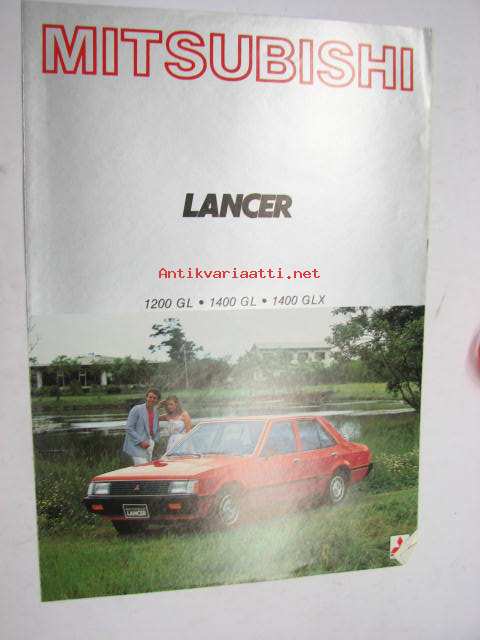 MITSUBISHI
LANCER
Antikvariaatti.net
1200 GL • 1400 GL • 1400 GLX
LANCER